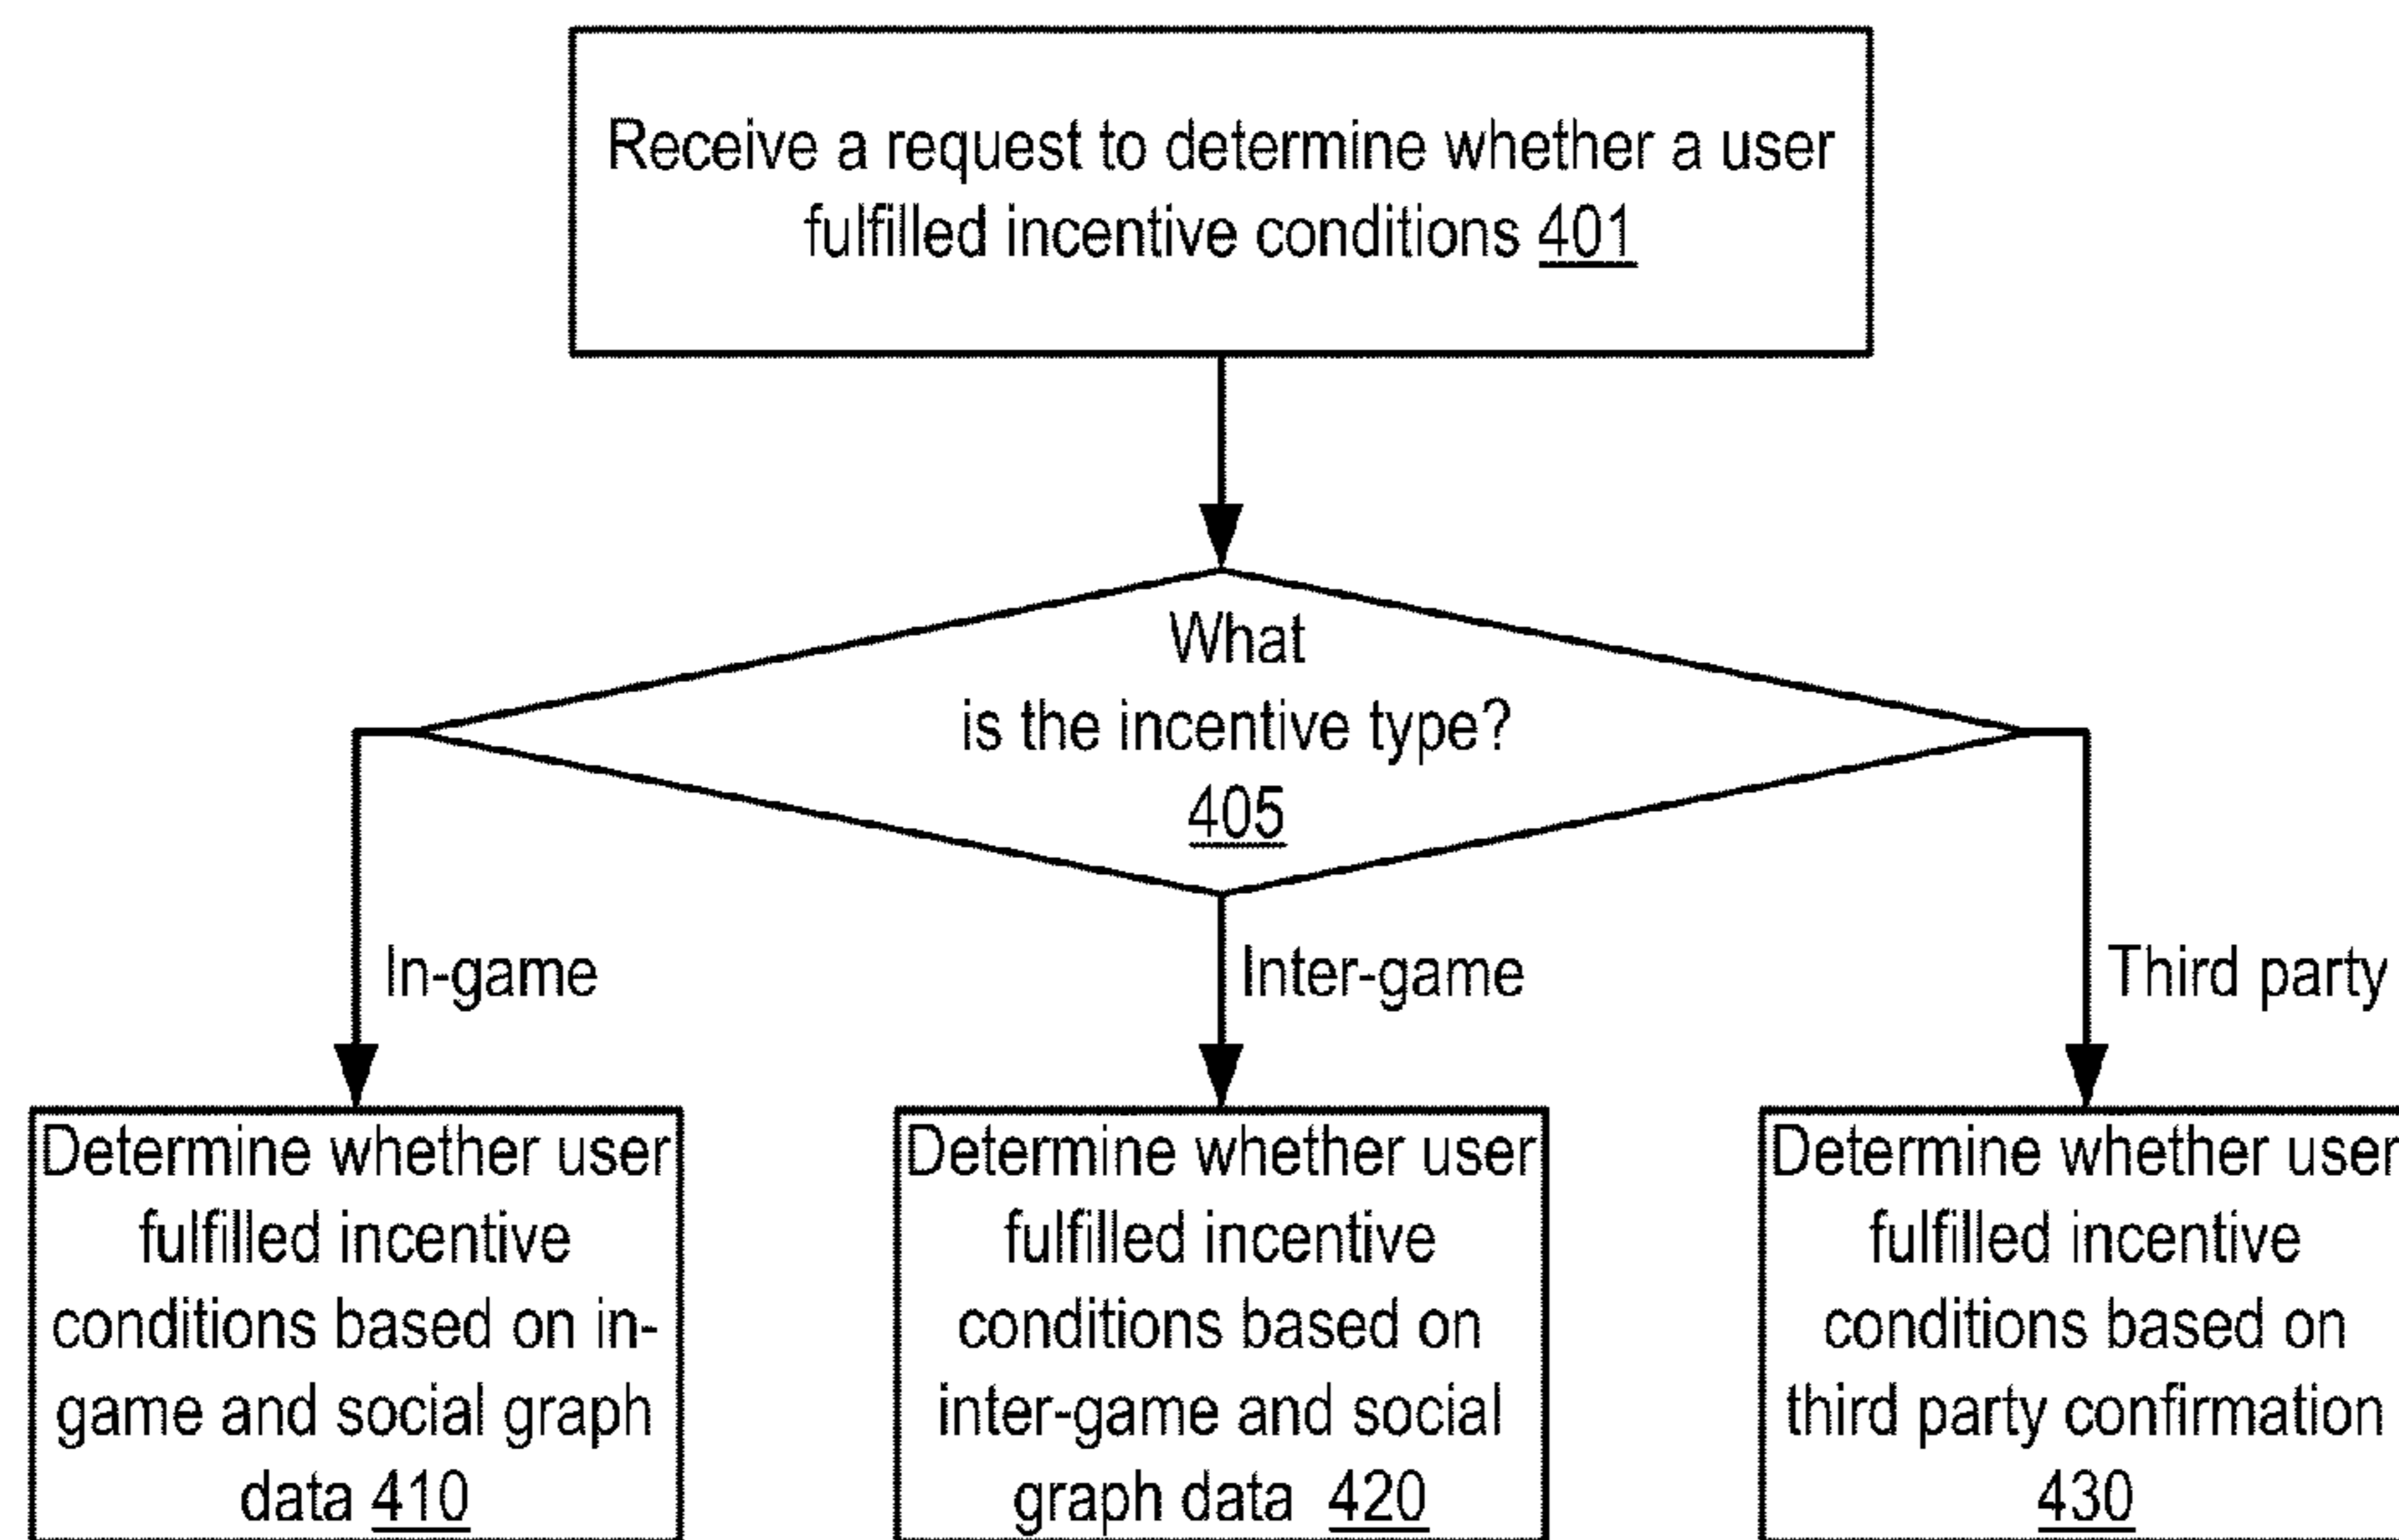 Receive a request to determine whether a user
fulfilled incentive conditions 401
What
is the incentive type?
405
In-game
Inter-game
Third party
Determine whether user
fulfilled incentive
conditions based on in-
game and social graph
data 410
Determine whether user
fulfilled incentive
conditions based on
inter-game and social
graph data 420
Determine whether user
fulfilled incentive
conditions based on
third party confirmation
430